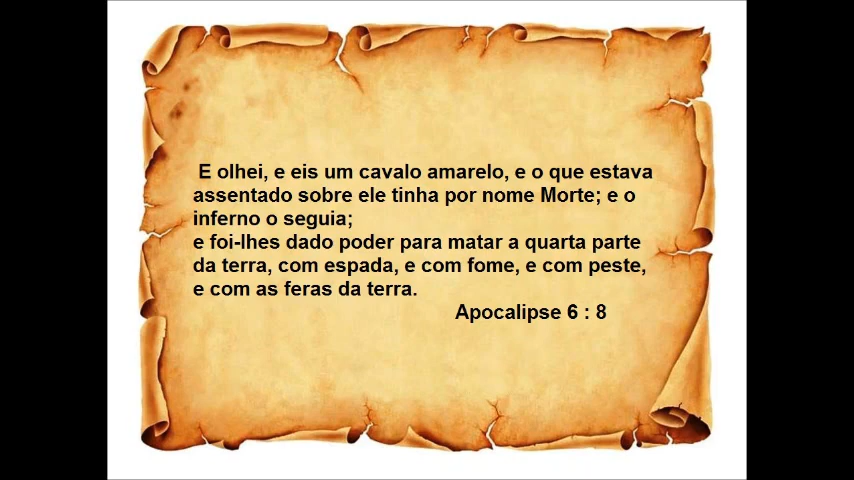 E olhei, e eis um cavalo amarelo, e o que estava
assentado sobre ele tinha por nome Morte; e o
inferno o seguia;
e foi-lhes dado poder para matar a quarta parte
da terra, com espada, e com fome, e com peste,
e com as feras da terra.
Apocalipse 6 : 8